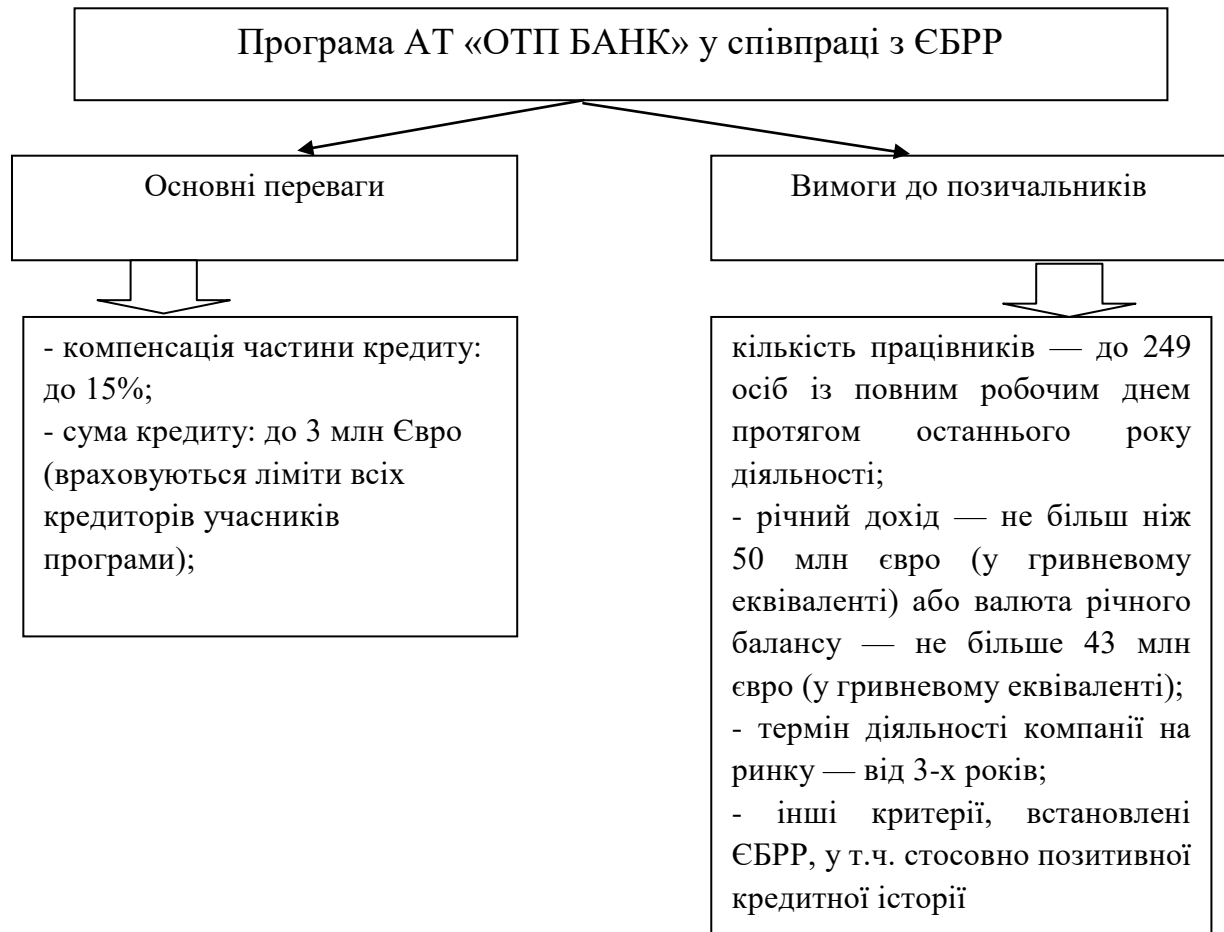 Програма АТ «ОТП БАНК» у співпраці з ЄБРР
Основні переваги
Вимоги до позичальників
- компенсація частини кредиту:
до 15%;
- сума кредиту: до 3 млн Євро
(враховуються ліміти всіх
кредиторів учасників
програми);
кількість працівників — до 249
осіб із повним робочим днем
протягом останнього року
діяльності;
- річний дохід — не більш ніж
50 млн євро (у гривневому
еквіваленті) або валюта річного
балансу — не більше 43 млн
євро (у гривневому еквіваленті);
- термін діяльності компанії на
ринку — від 3-х років;
- інші критерії, встановлені
ЄБРР, у т.ч. стосовно позитивної
кредитної історії